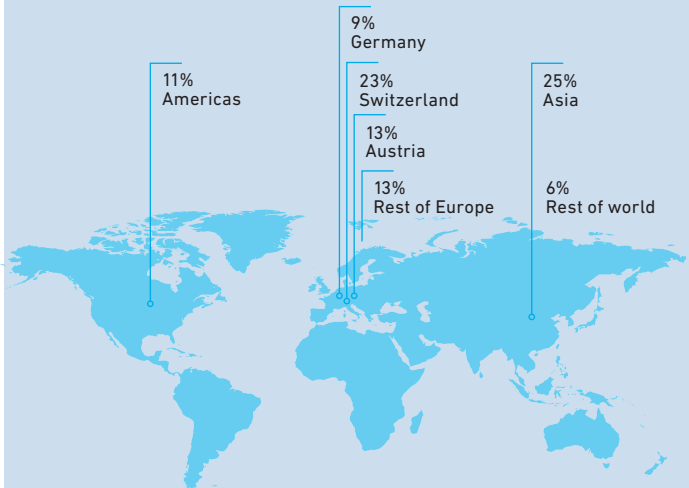 9%
Germany
11%
Americas
23%
Switzerland
25%
Asia
13%
Austria
13%
Rest of Europe
6%
Rest of world